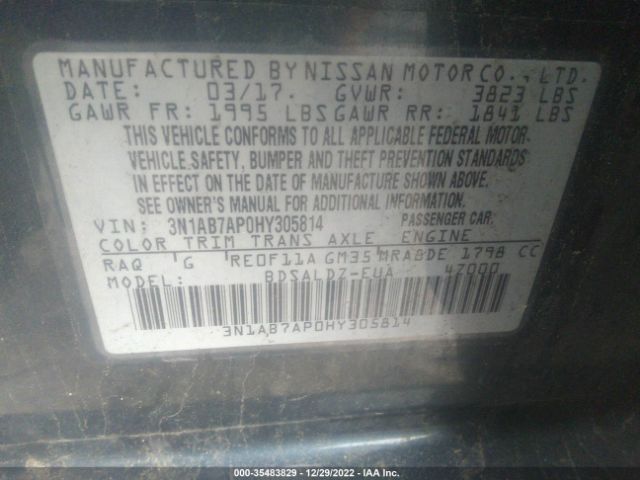 MANUFACTURED BY NISSAN MOTOR CO., LTD.
DATE: 03/17. GVWR: 3823 LBS
GAWR FR: 1995 LBS GAWR RR: 1841 LBS
THIS VEHICLE CONFORMS TO ALL APPLICABLE FEDERAL MOTOR
VEHICLE SAFETY, BUMPER AND THEFT PREVENTION STANDARDS
IN EFFECT ON THE DATE OF MANUFACTURE SHOWN ABOVE.
SEE OWNER'S MANUAL FOR ADDITIONAL INFORMATION.
VIN: 3N1AB7AP0HY305814 PASSENGER CAR.
COLOR TRIM TRANS AXLE ENGINE
RAQ G RE0F11A GM35 MRA8DE 1798 CC
MODEL: BDSALDZ-EUA 4Z000
3N1AB7AP0HY305814
000-35483829 - 12/29/2022 - IAA Inc.